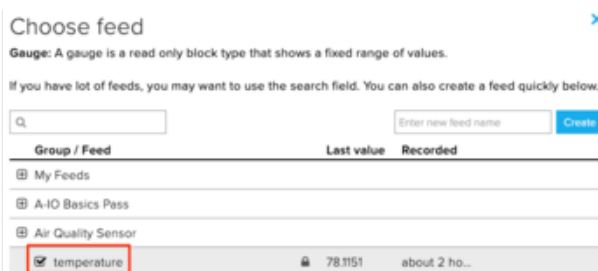 Choose feed
Gauge: A gauge is a read only block type that shows a fixed range of values.
If you have lot of feeds, you may want to use the search field. You can also create a feed quickly below.
Enter new feed name Create
Group / Feed Last value Recorded
My Feeds
A-IO Basics Pass
Air Quality Sensor
temperature 78.1151 about 2 ho...